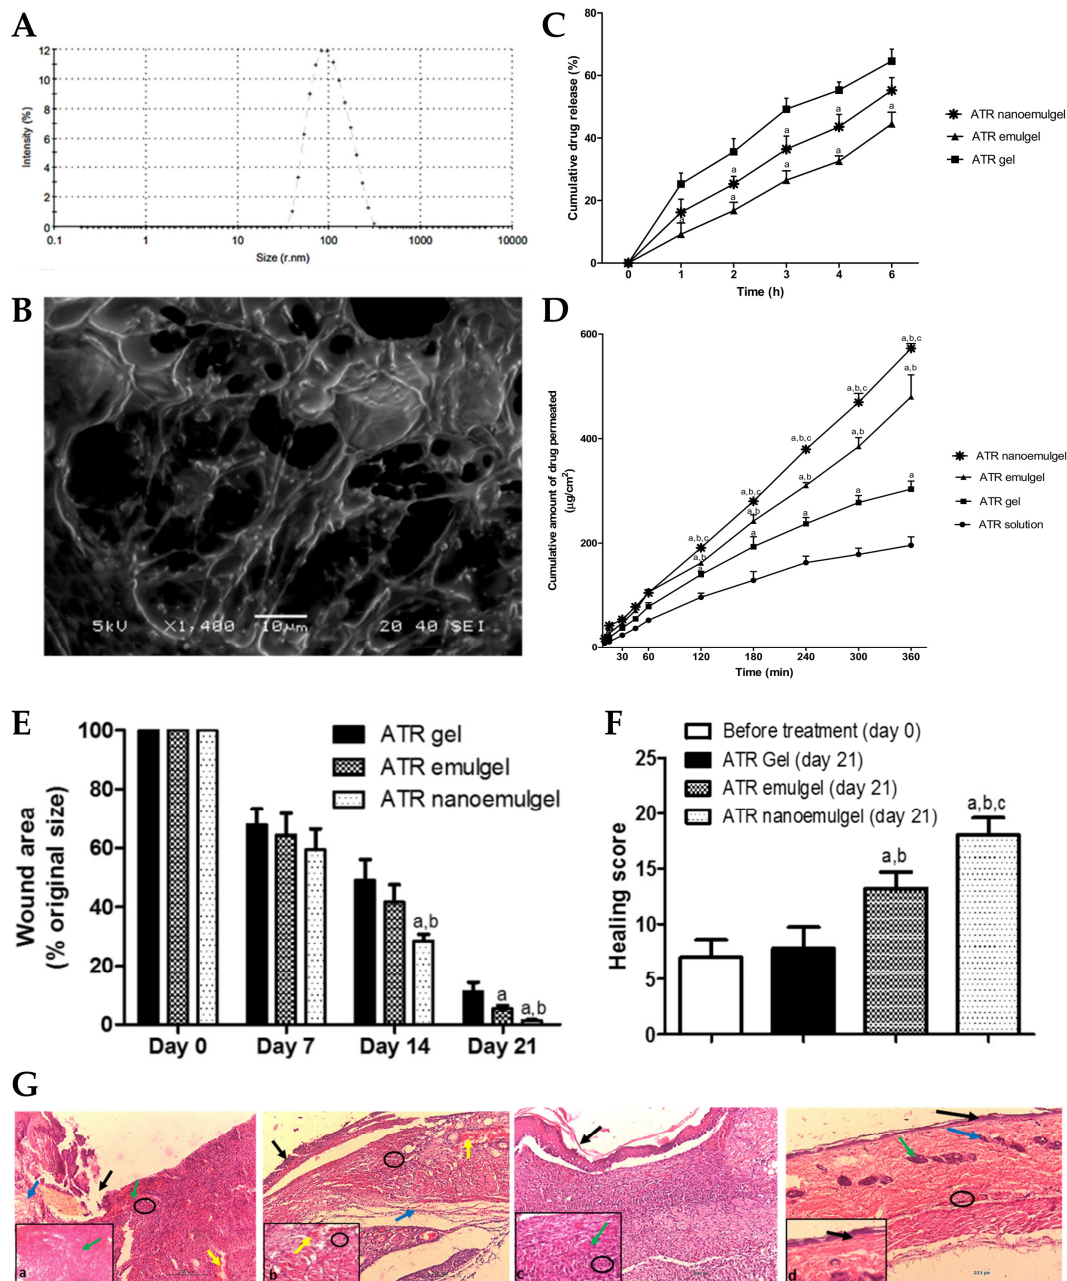 A
12
10
8
6
4
2
0
Intensity (%)
0.1
1
10
100
1000
10000
Size (r.nm)
B
5kV
X1,400
10µm
20 40 SEI
C
80
60
40
20
0
Cumulative drug release (%)
a
a
a
a
a
a
a
0
1
2
3
4
6
Time (h)
ATR nanoemulgel
ATR emulgel
ATR gel
D
600
400
200
0
Cumulative amount of drug permeated
(µg/cm²)
a,b,c
a,b
a,b,c
a,b
a
a,b,c
a,b
a
a,b,c
a,b
a
a,b,c
a,b
a
30
60
120
180
240
300
360
Time (min)
ATR nanoemulgel
ATR emulgel
ATR gel
ATR solution
E
100
80
60
40
20
0
Wound area
(% original size)
ATR gel
ATR emulgel
ATR nanoemulgel
a,b
a
a,b
Day 0
Day 7
Day 14
Day 21
F
Before treatment (day 0)
ATR Gel (day 21)
ATR emulgel (day 21)
ATR nanoemulgel (day 21)
25
20
15
10
5
0
Healing score
a,b
a,b,c
G
a
b
c
d